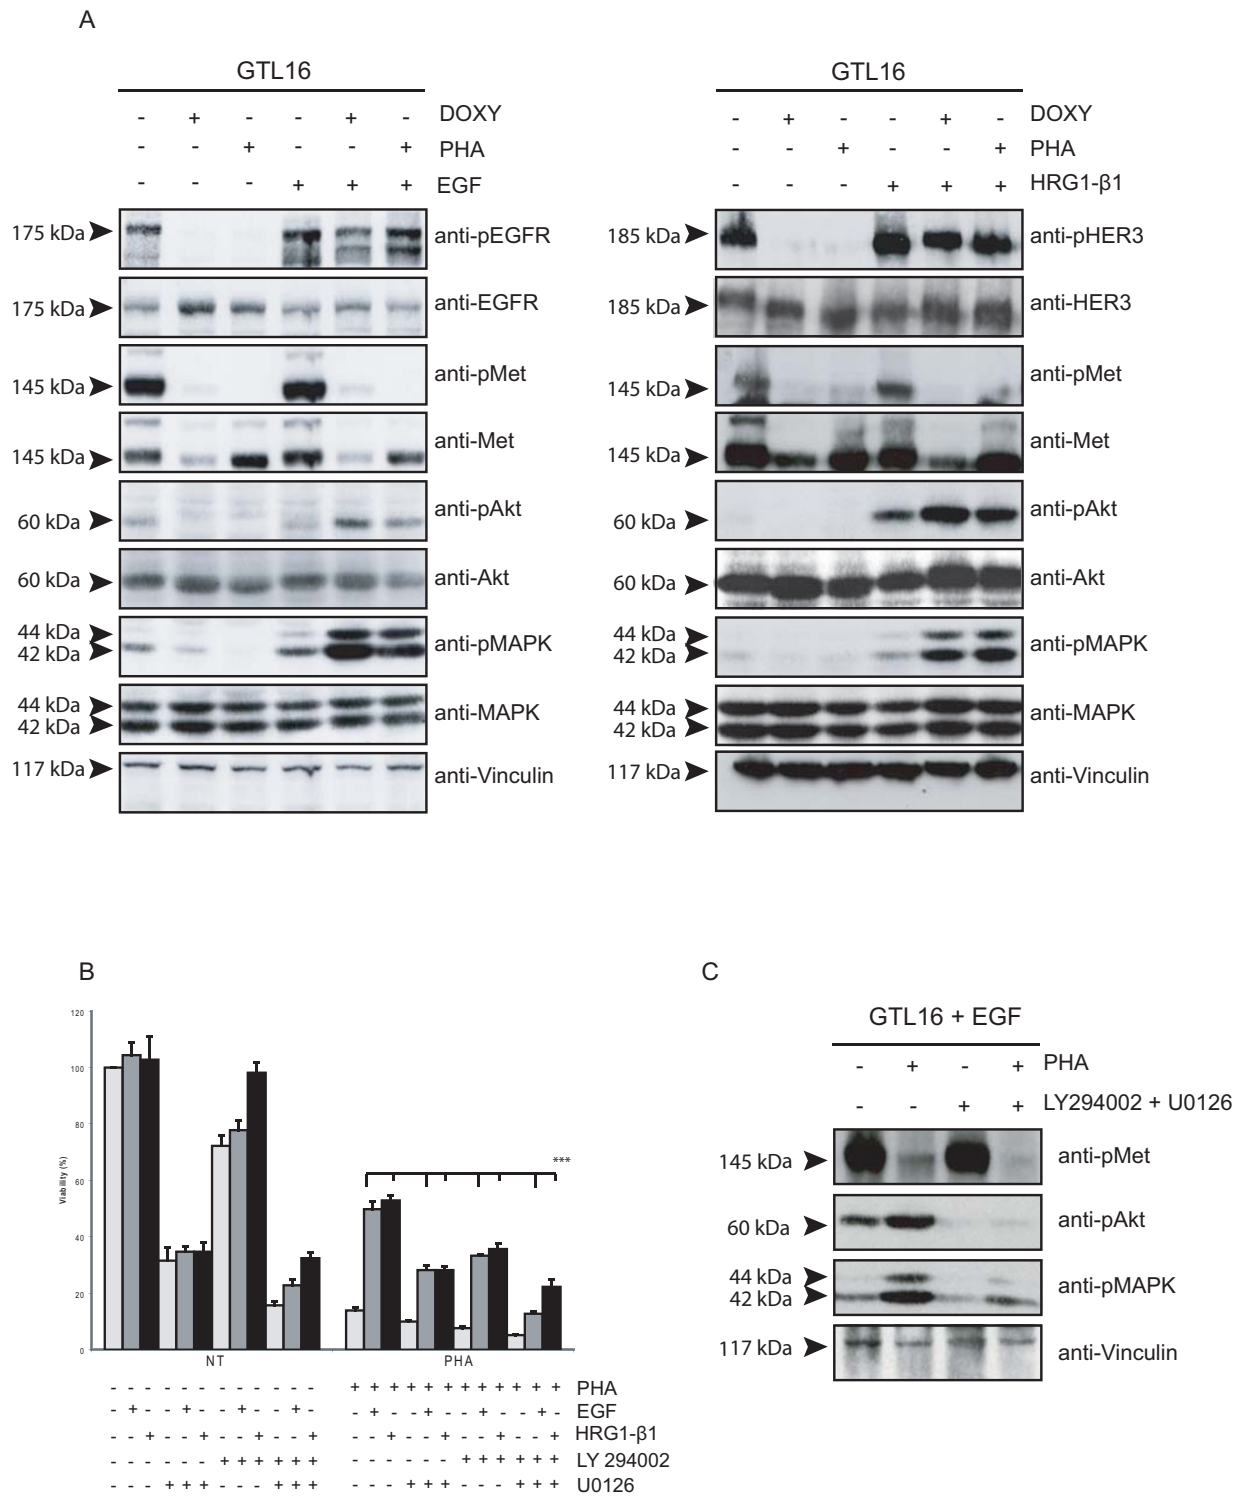 A
GTL16
- + - - + - DOXY
- - + - - + PHA
- - - + + + EGF
175 kDa anti-pEGFR
175 kDa anti-EGFR
145 kDa anti-pMet
145 kDa anti-Met
60 kDa anti-pAkt
60 kDa anti-Akt
44 kDa
42 kDa anti-pMAPK
44 kDa
42 kDa anti-MAPK
117 kDa anti-Vinculin
GTL16
- + - - + - DOXY
- - + - - + PHA
- - - + + + HRG1-β1
185 kDa anti-pHER3
185 kDa anti-HER3
145 kDa anti-pMet
145 kDa anti-Met
60 kDa anti-pAkt
60 kDa anti-Akt
44 kDa
42 kDa anti-pMAPK
44 kDa
42 kDa anti-MAPK
117 kDa anti-Vinculin
B
Viability (%)
120
100
80
60
40
20
0
***
NT PHA
- - - - - - - - - - - - + + + + + + + + + + + + PHA
- + - - + - - + - - + - - + - - + - - + - - + - EGF
- - + - - + - - + - - + - - + - - + - - + - - + HRG1-β1
- - - - - - + + + + + + - - - - - - + + + + + + LY 294002
- - - + + + - - - + + + - - - + + + - - - + + + U0126
C
GTL16 + EGF
- + - + PHA
- - + + LY294002 + U0126
145 kDa anti-pMet
60 kDa anti-pAkt
44 kDa
42 kDa anti-pMAPK
117 kDa anti-Vinculin